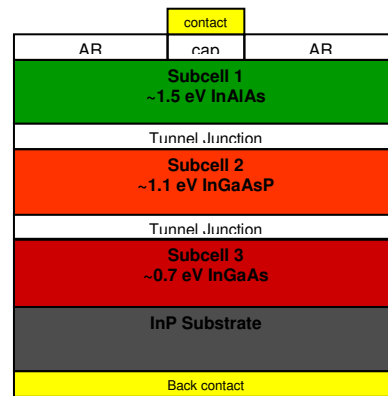 contact
AR cap AR
Subcell 1
~1.5 eV InAlAs
Tunnel Junction
Subcell 2
~1.1 eV InGaAsP
Tunnel Junction
Subcell 3
~0.7 eV InGaAs
InP Substrate
Back contact